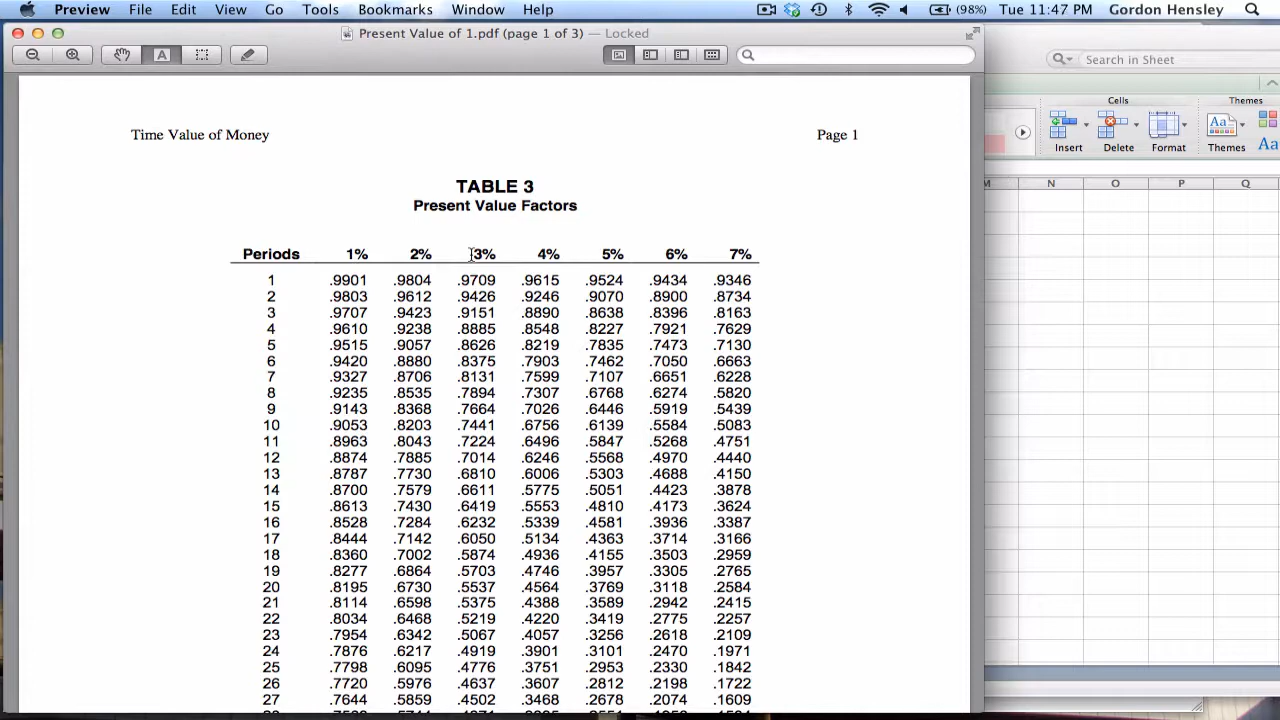 Preview File Edit View Go Tools Bookmarks Window Help (98%) Tue 11:47 PM Gordon Hensley
Present Value of 1.pdf (page 1 of 3) — Locked
Search in Sheet
Cells Themes
Insert Delete Format Themes Aa
N O P Q
Time Value of Money Page 1
TABLE 3
Present Value Factors
Periods 1% 2% 3% 4% 5% 6% 7%
1 .9901 .9804 .9709 .9615 .9524 .9434 .9346
2 .9803 .9612 .9426 .9246 .9070 .8900 .8734
3 .9707 .9423 .9151 .8890 .8638 .8396 .8163
4 .9610 .9238 .8885 .8548 .8227 .7921 .7629
5 .9515 .9057 .8626 .8219 .7835 .7473 .7130
6 .9420 .8880 .8375 .7903 .7462 .7050 .6663
7 .9327 .8706 .8131 .7599 .7107 .6651 .6228
8 .9235 .8535 .7894 .7307 .6768 .6274 .5820
9 .9143 .8368 .7664 .7026 .6446 .5919 .5439
10 .9053 .8203 .7441 .6756 .6139 .5584 .5083
11 .8963 .8043 .7224 .6496 .5847 .5268 .4751
12 .8874 .7885 .7014 .6246 .5568 .4970 .4440
13 .8787 .7730 .6810 .6006 .5303 .4688 .4150
14 .8700 .7579 .6611 .5775 .5051 .4423 .3878
15 .8613 .7430 .6419 .5553 .4810 .4173 .3624
16 .8528 .7284 .6232 .5339 .4581 .3936 .3387
17 .8444 .7142 .6050 .5134 .4363 .3714 .3166
18 .8360 .7002 .5874 .4936 .4155 .3503 .2959
19 .8277 .6864 .5703 .4746 .3957 .3305 .2765
20 .8195 .6730 .5537 .4564 .3769 .3118 .2584
21 .8114 .6598 .5375 .4388 .3589 .2942 .2415
22 .8034 .6468 .5219 .4220 .3419 .2775 .2257
23 .7954 .6342 .5067 .4057 .3256 .2618 .2109
24 .7876 .6217 .4919 .3901 .3101 .2470 .1971
25 .7798 .6095 .4776 .3751 .2953 .2330 .1842
26 .7720 .5976 .4637 .3607 .2812 .2198 .1722
27 .7644 .5859 .4502 .3468 .2678 .2074 .1609